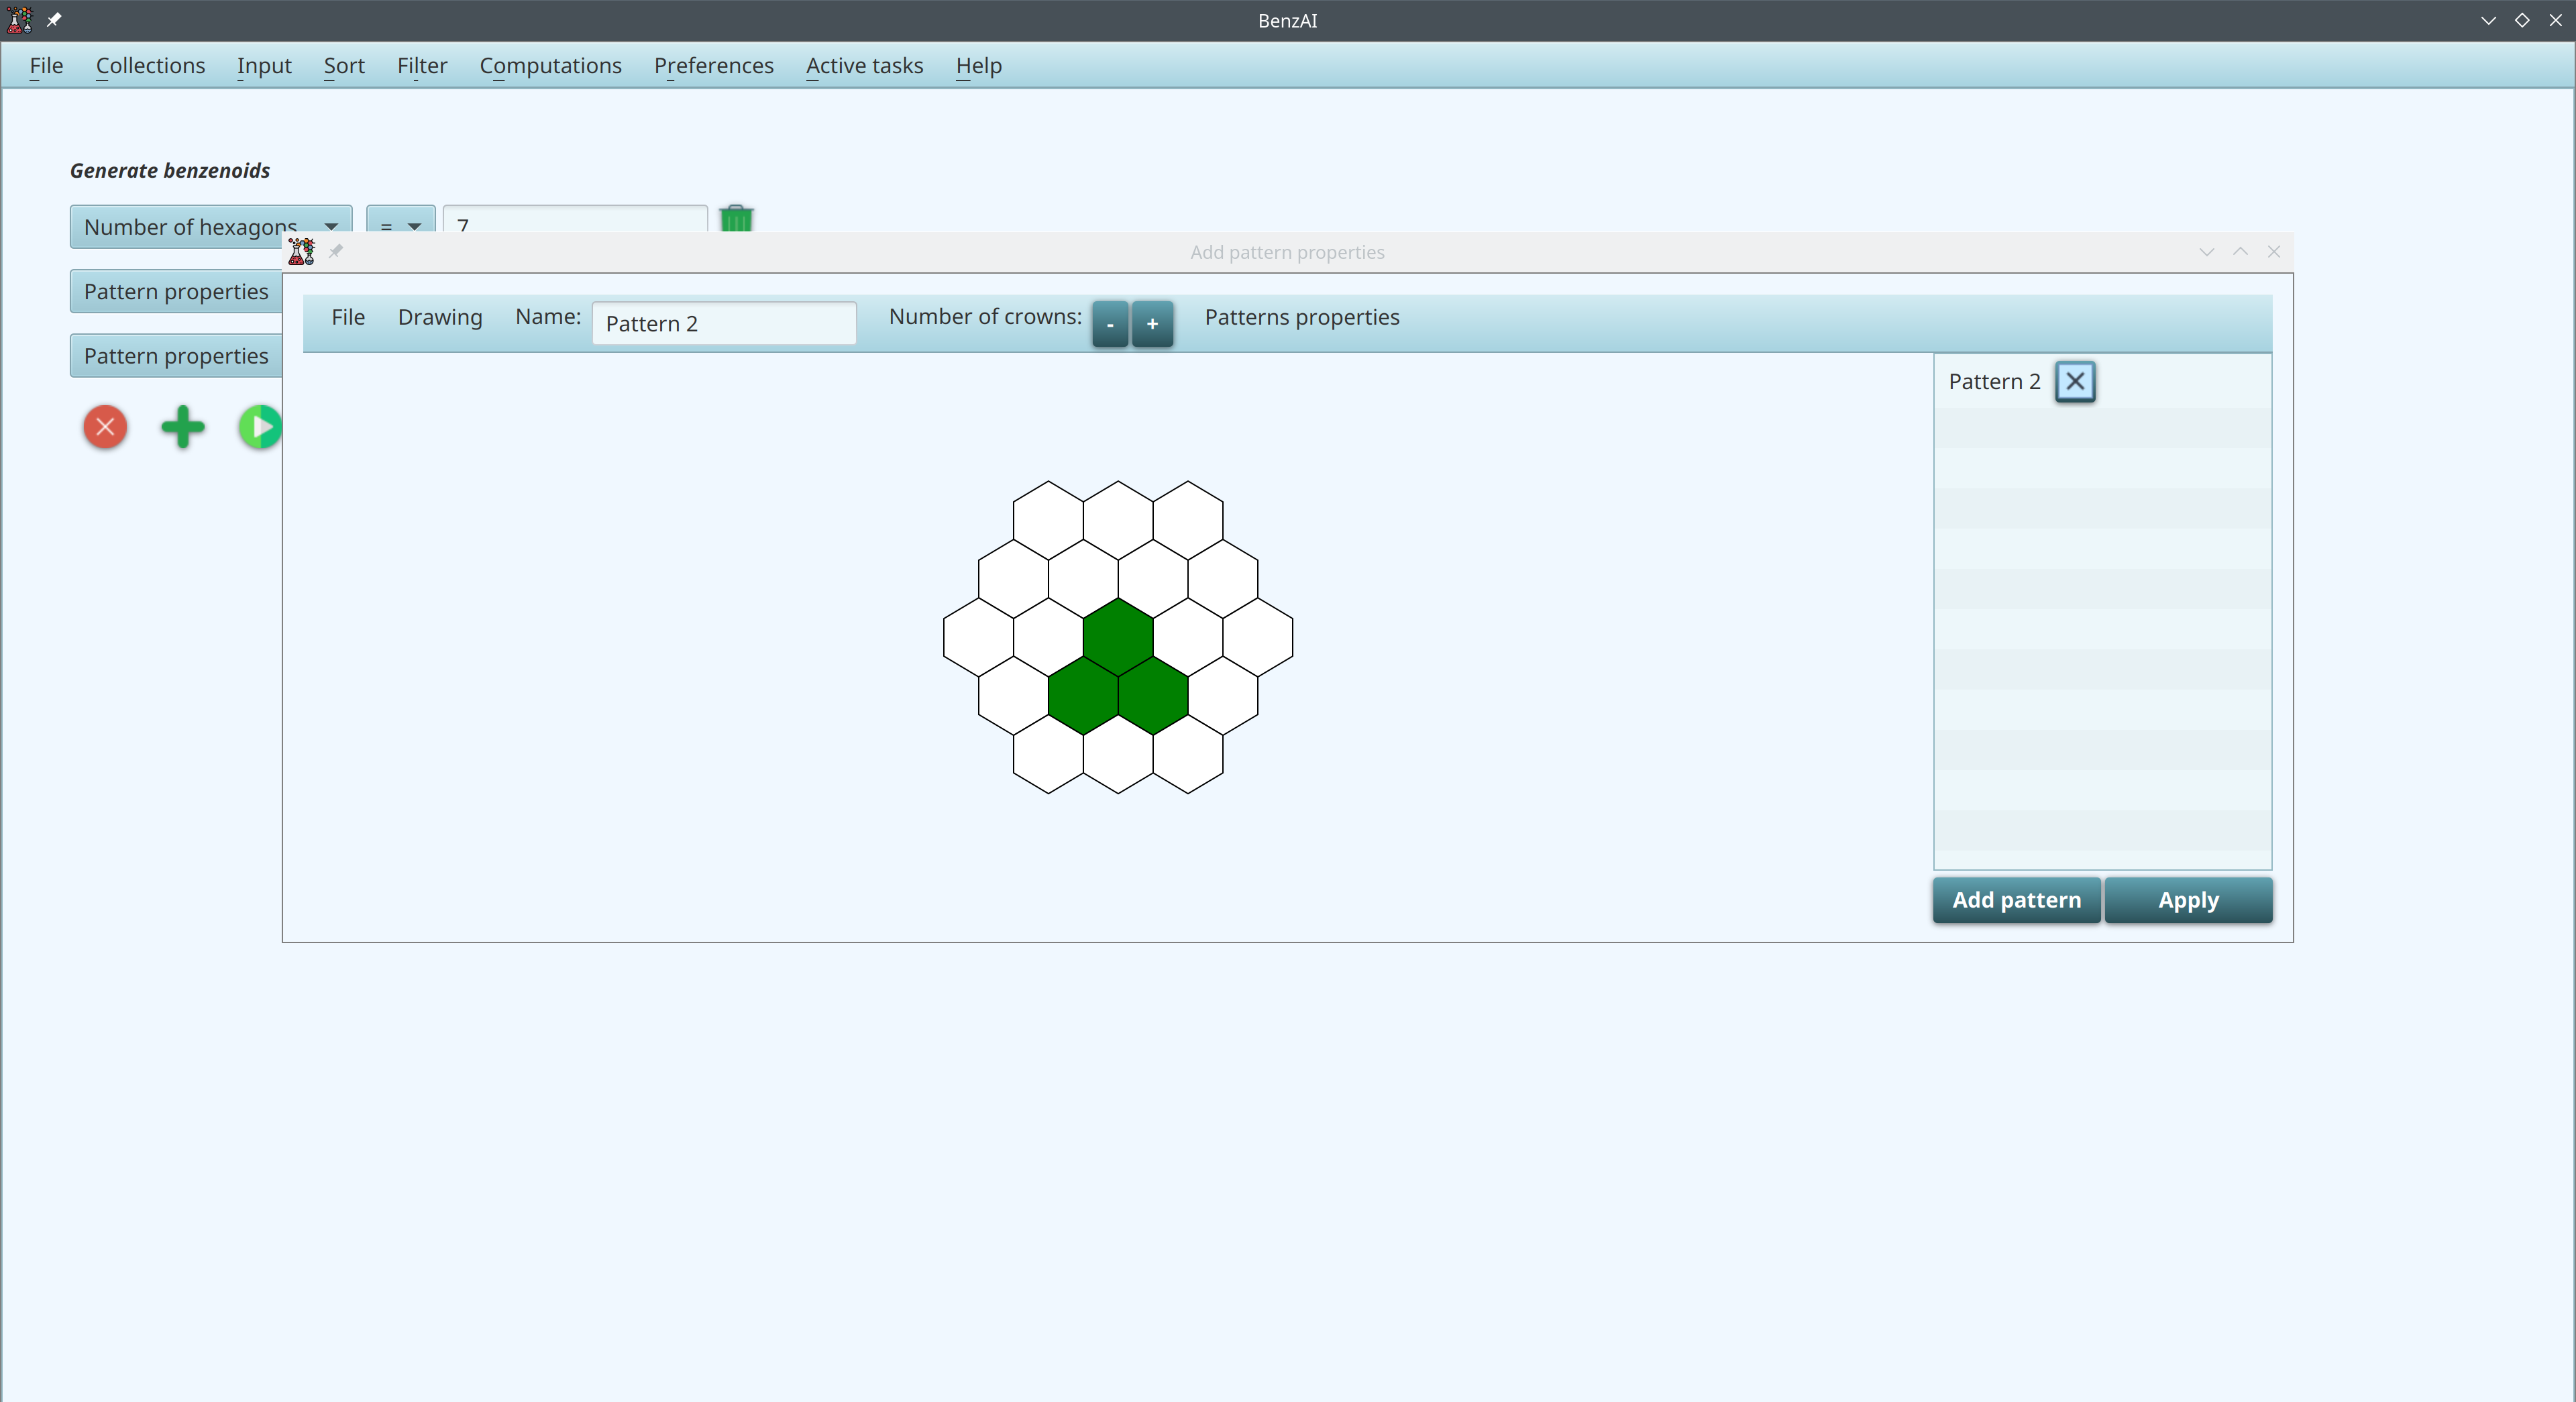 BenzAI
File Collections Input Sort Filter Computations Preferences Active tasks Help
Generate benzenoids
Number of hexagons = 7
Add pattern properties
Pattern properties
File Drawing Name: Pattern 2 Number of crowns: - + Patterns properties
Pattern properties
Pattern 2
Add pattern Apply